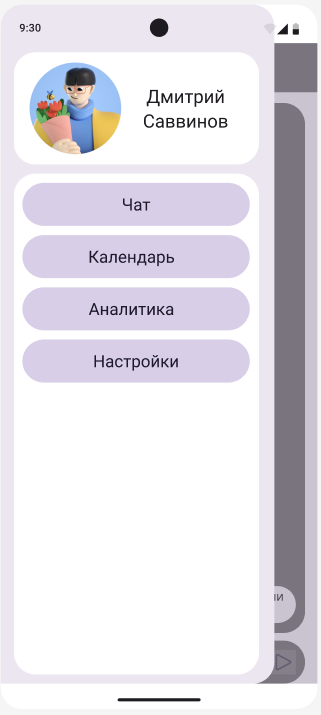 9:30
Дмитрий
Саввинов
Чат
Календарь
Аналитика
Настройки